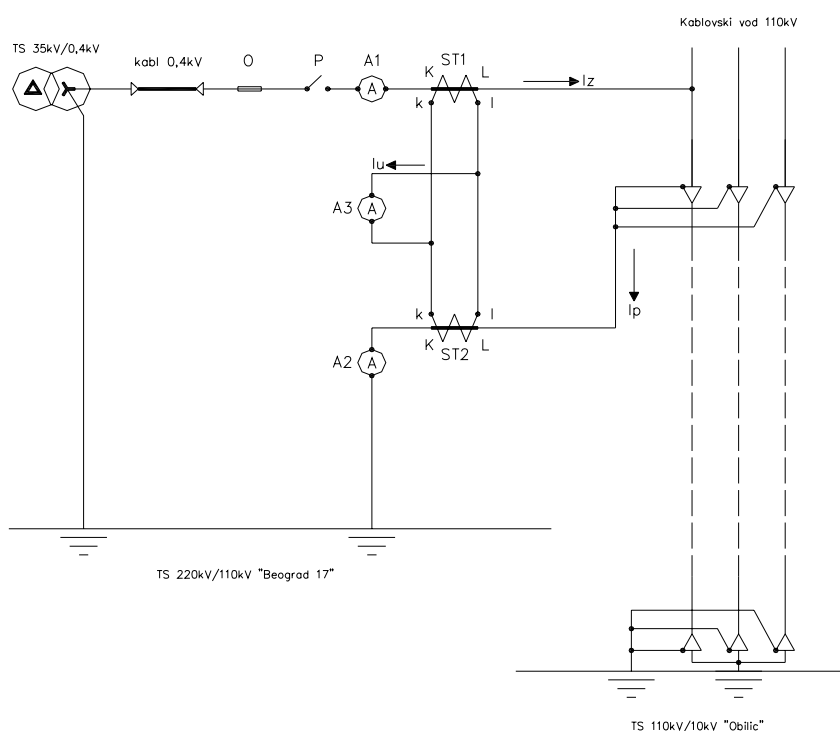 Kablovski vod 110kV
TS 35kV/0,4kV
kabl 0,4kV
O
P
A1
A
ST1
K
L
k
l
Iz
Iu
A3
A
Ip
k
l
K
L
ST2
A2
A
TS 220kV/110kV "Beograd 17"
TS 110kV/10kV "Obilic"